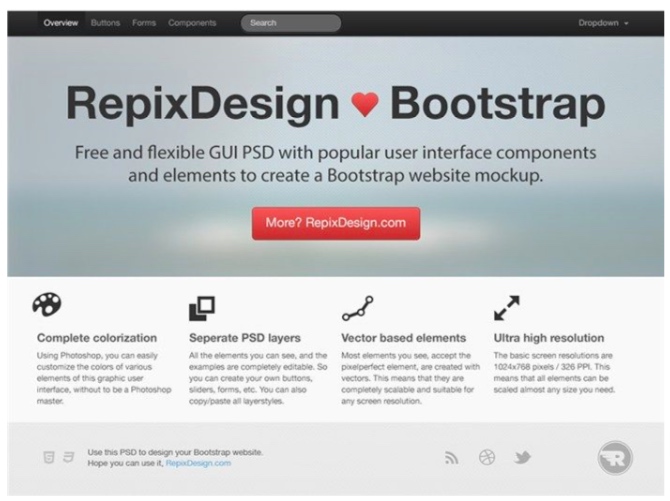 Overview Buttons Forms Components Search Dropdown
RepixDesign ♥ Bootstrap
Free and flexible GUI PSD with popular user interface components
and elements to create a Bootstrap website mockup.
More? RepixDesign.com
Complete colorization
Using Photoshop, you can easily
customize the colors of various
elements of this graphic user
interface, without to be a Photoshop
master.
Seperate PSD layers
All the elements you can see, and the
examples are completely editable. So
you can create your own buttons,
sliders, forms, etc. You can also
copy/paste all layerstyles.
Vector based elements
Most elements you see, accept the
pixelperfect element, are created with
vectors. This means that they are
completely scalable and suitable for
any screen resolution.
Ultra high resolution
The basic screen resolutions are
1024x768 pixels / 326 PPI. This
means that all elements can be
scaled almost any size you need.
Use this PSD to design your Bootstrap website.
Hope you can use it, RepixDesign.com
R